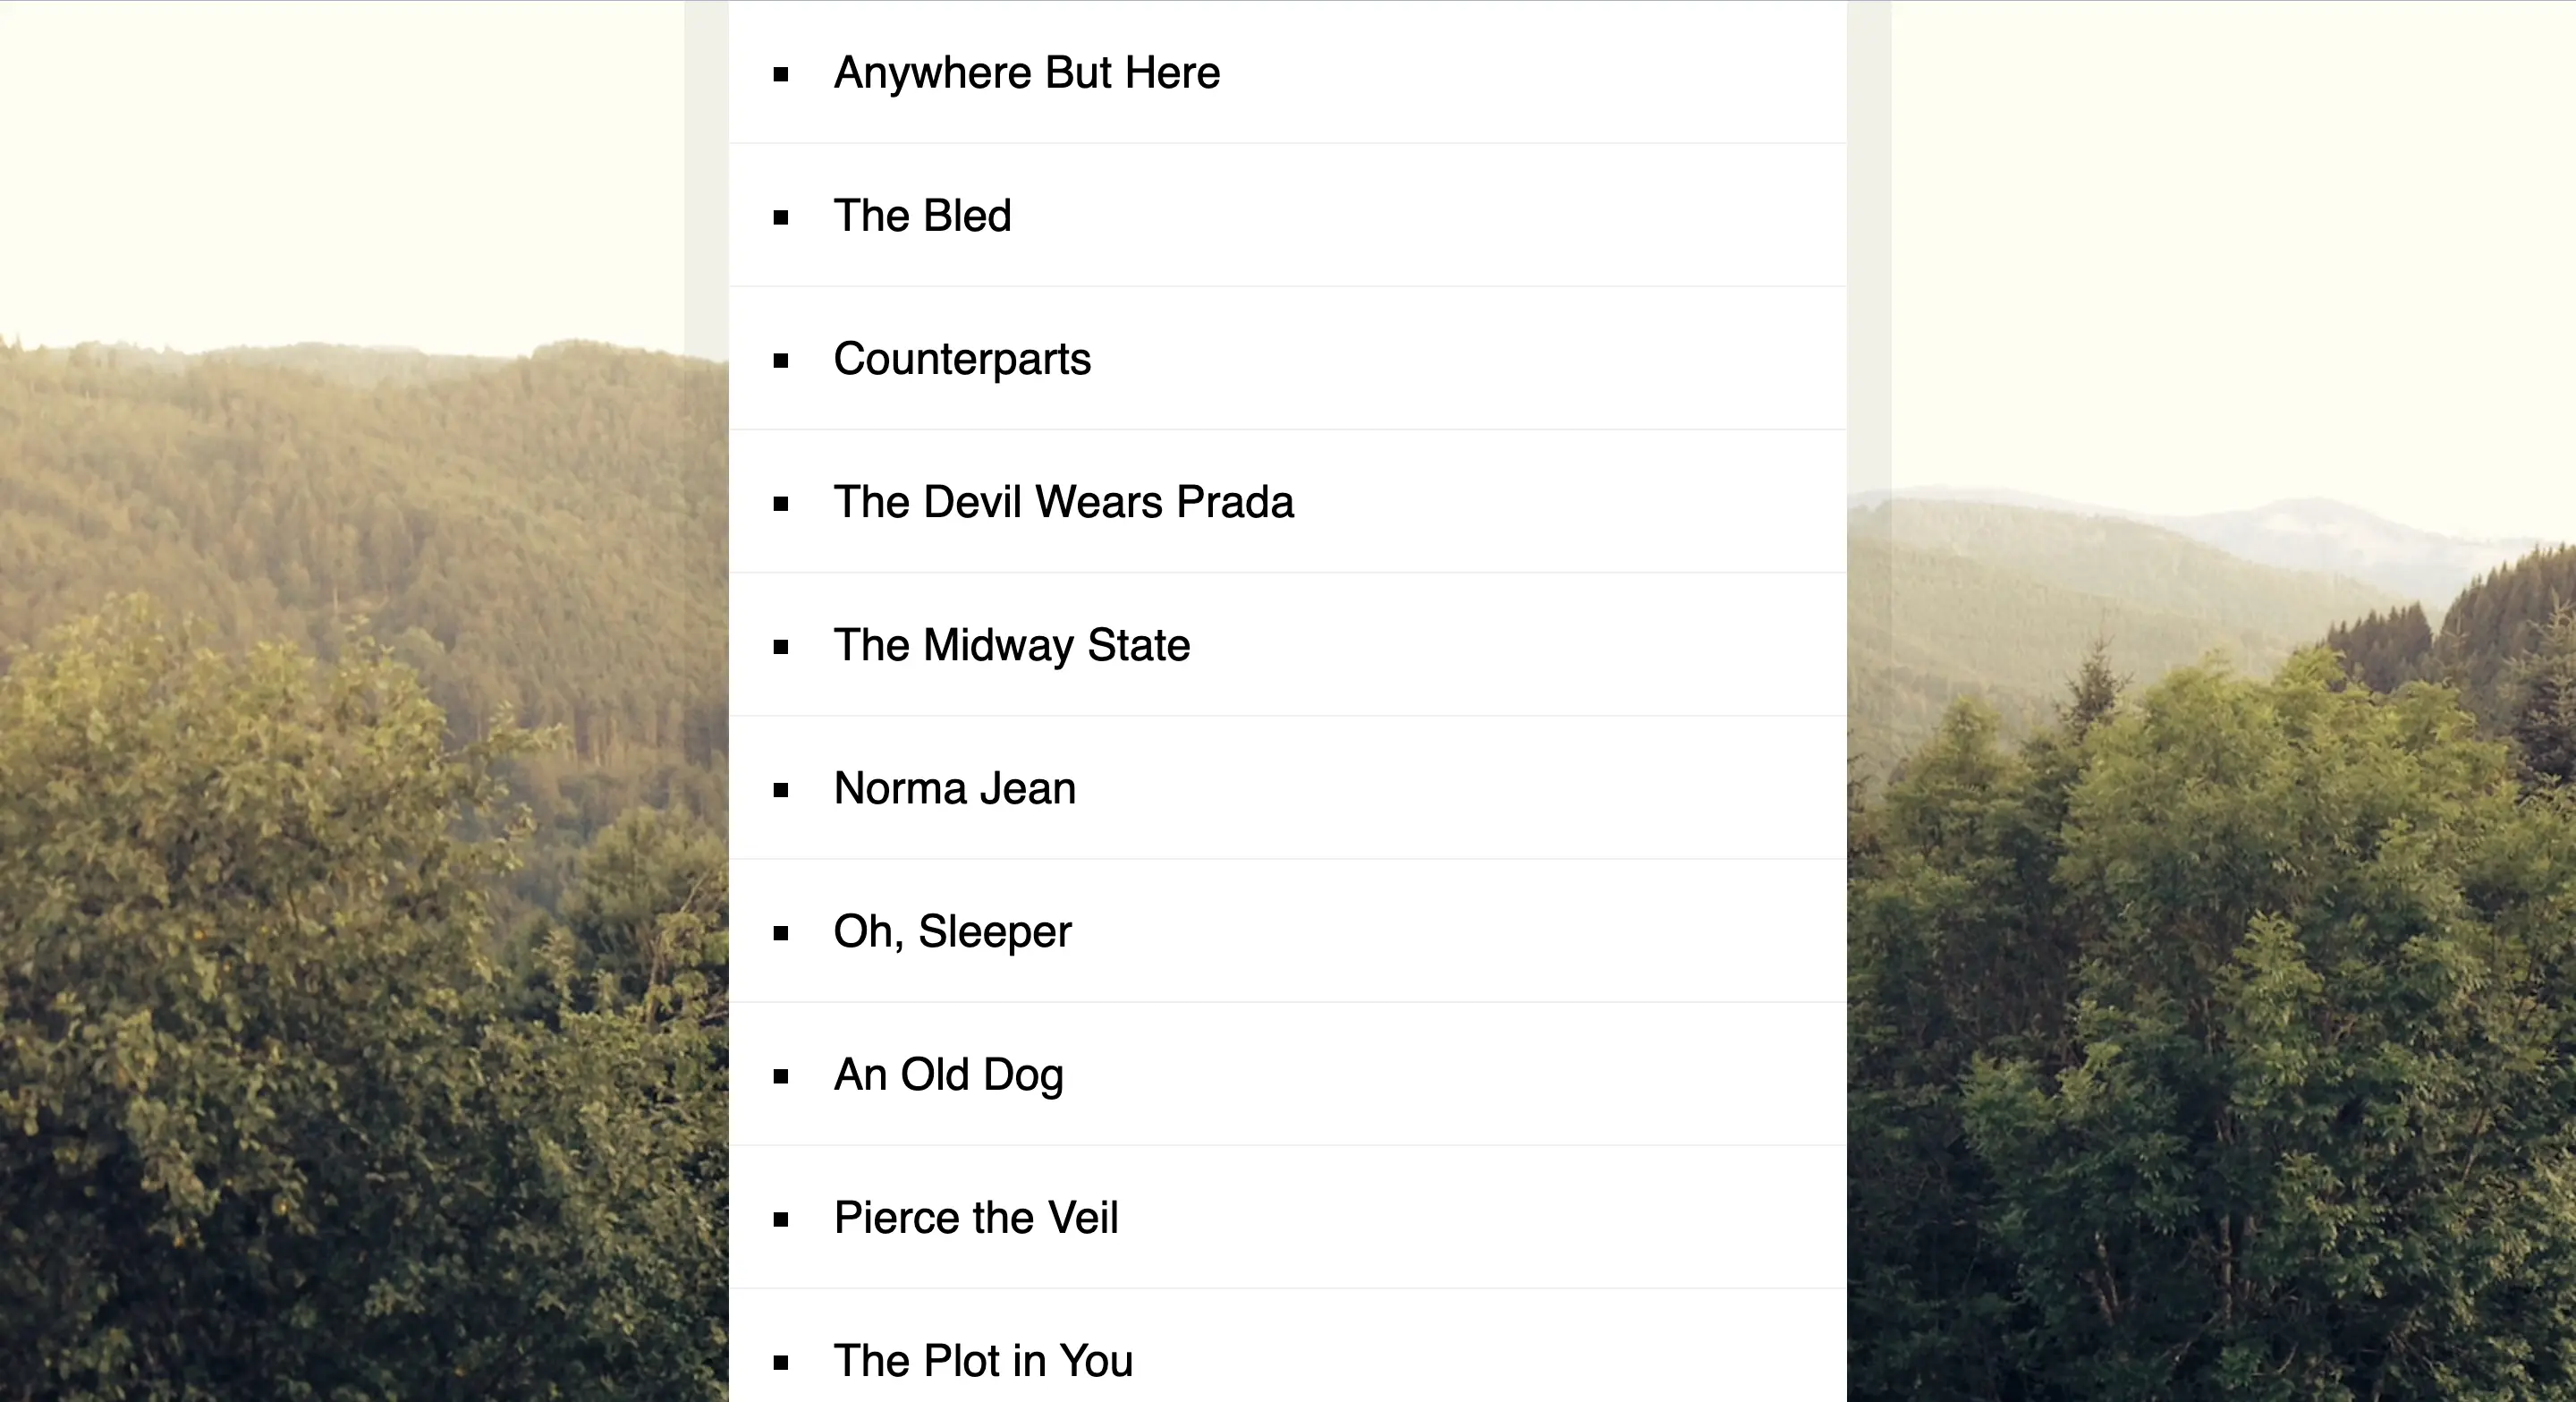 Anywhere But Here
The Bled
Counterparts
The Devil Wears Prada
The Midway State
Norma Jean
Oh, Sleeper
An Old Dog
Pierce the Veil
The Plot in You